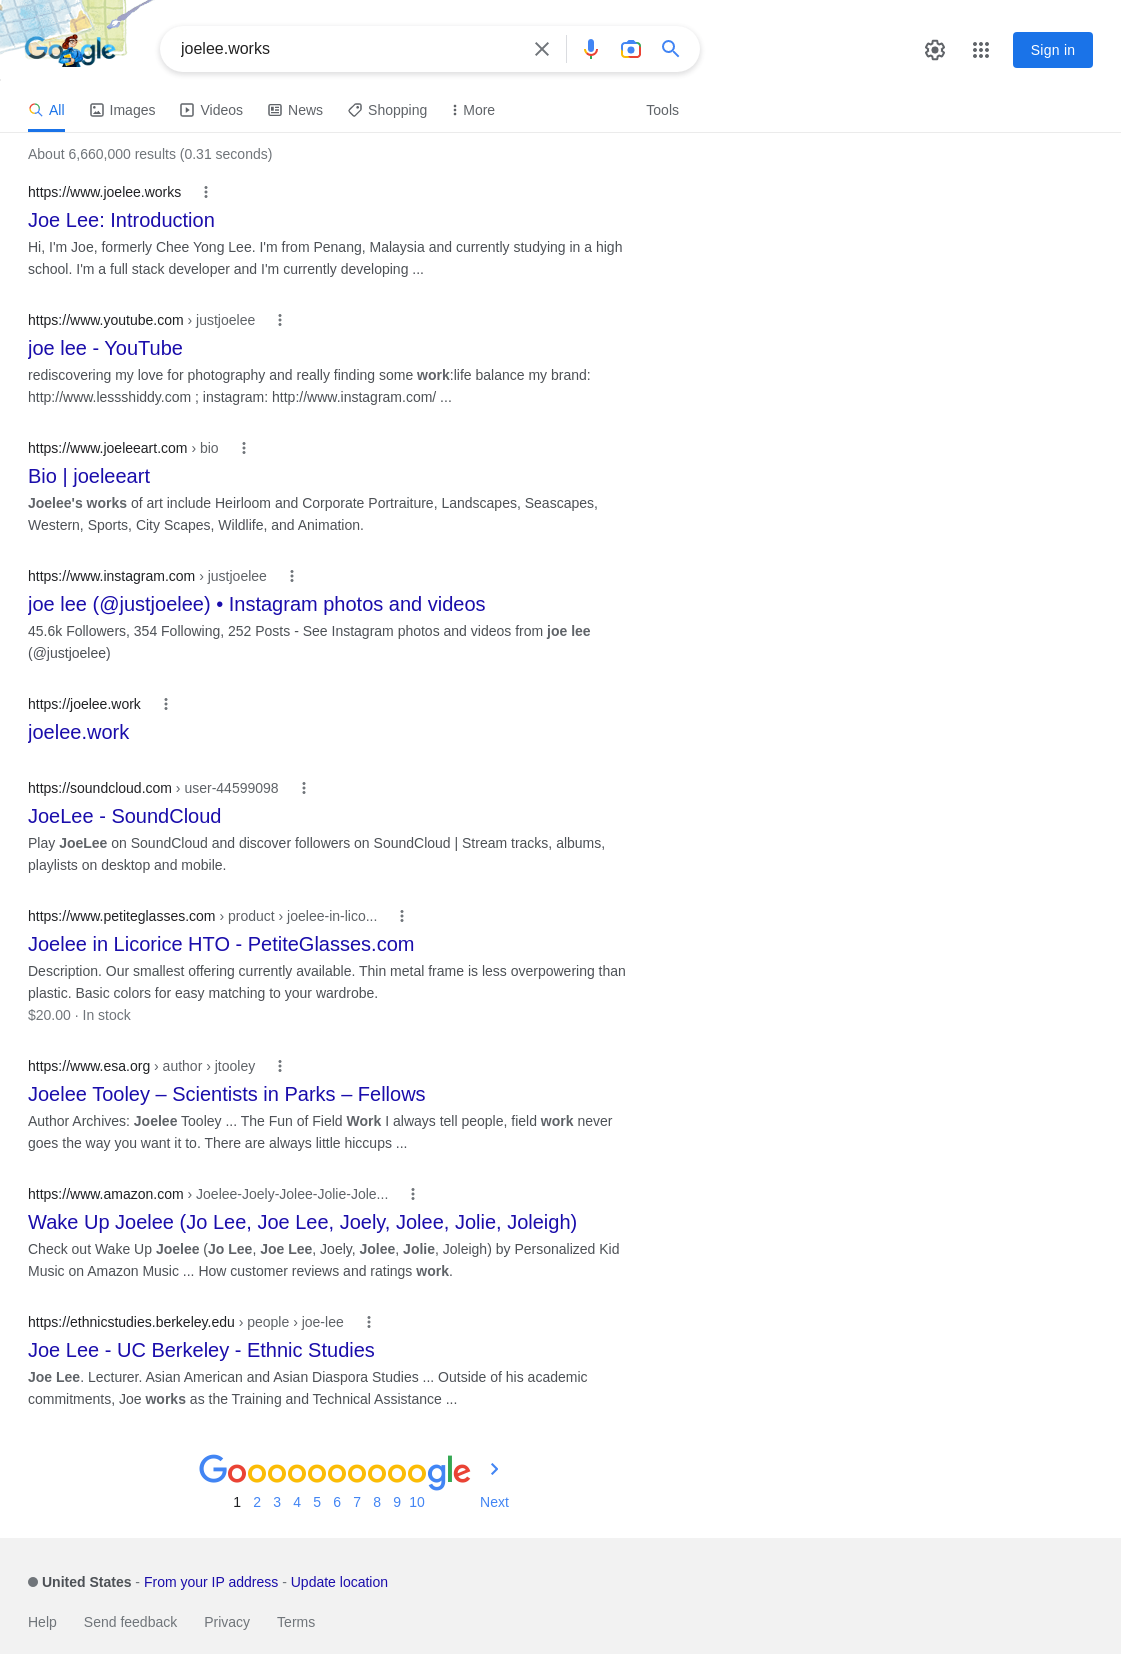 Google
joelee.works
Sign in
All
Images
Videos
News
Shopping
More
Tools
About 6,660,000 results (0.31 seconds)
https://www.joelee.works
Joe Lee: Introduction
Hi, I'm Joe, formerly Chee Yong Lee. I'm from Penang, Malaysia and currently studying in a high
school. I'm a full stack developer and I'm currently developing ...
https://www.youtube.com › justjoelee
joe lee - YouTube
rediscovering my love for photography and really finding some work:life balance my brand:
http://www.lessshiddy.com ; instagram: http://www.instagram.com/ ...
https://www.joeleeart.com › bio
Bio | joeleeart
Joelee's works of art include Heirloom and Corporate Portraiture, Landscapes, Seascapes,
Western, Sports, City Scapes, Wildlife, and Animation.
https://www.instagram.com › justjoelee
joe lee (@justjoelee) • Instagram photos and videos
45.6k Followers, 354 Following, 252 Posts - See Instagram photos and videos from joe lee
(@justjoelee)
https://joelee.work
joelee.work
https://soundcloud.com › user-44599098
JoeLee - SoundCloud
Play JoeLee on SoundCloud and discover followers on SoundCloud | Stream tracks, albums,
playlists on desktop and mobile.
https://www.petiteglasses.com › product › joelee-in-lico...
Joelee in Licorice HTO - PetiteGlasses.com
Description. Our smallest offering currently available. Thin metal frame is less overpowering than
plastic. Basic colors for easy matching to your wardrobe.
$20.00 · In stock
https://www.esa.org › author › jtooley
Joelee Tooley – Scientists in Parks – Fellows
Author Archives: Joelee Tooley ... The Fun of Field Work I always tell people, field work never
goes the way you want it to. There are always little hiccups ...
https://www.amazon.com › Joelee-Joely-Jolee-Jolie-Jole...
Wake Up Joelee (Jo Lee, Joe Lee, Joely, Jolee, Jolie, Joleigh)
Check out Wake Up Joelee (Jo Lee, Joe Lee, Joely, Jolee, Jolie, Joleigh) by Personalized Kid
Music on Amazon Music ... How customer reviews and ratings work.
https://ethnicstudies.berkeley.edu › people › joe-lee
Joe Lee - UC Berkeley - Ethnic Studies
Joe Lee. Lecturer. Asian American and Asian Diaspora Studies ... Outside of his academic
commitments, Joe works as the Training and Technical Assistance ...
Goooooooooogle
1 2 3 4 5 6 7 8 9 10 Next
United States - From your IP address - Update location
Help Send feedback Privacy Terms